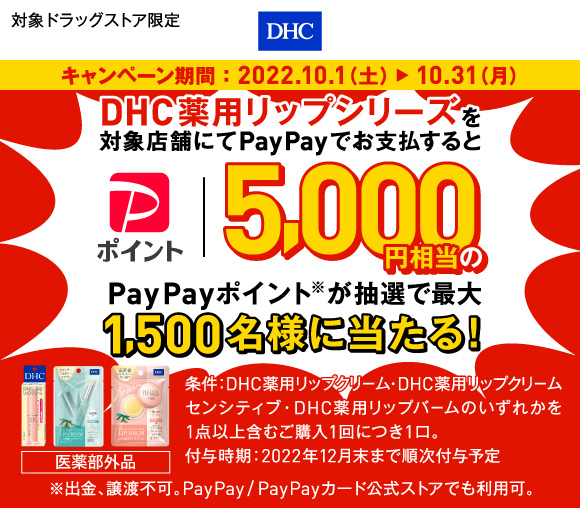 対象ドラッグストア限定
DHC
キャンペーン期間：2022.10.1(土)▶10.31(月)
DHC薬用リップシリーズを
対象店舗にてPayPayでお支払すると
ポイント
5,000
円相当の
PayPayポイント※が抽選で最大
1,500名様に当たる!
DHC
DHC
DHC
LIP BALM
医薬部外品
条件:DHC薬用リップクリーム・DHC薬用リップクリーム
センシティブ・DHC薬用リップバームのいずれかを
1点以上含むご購入1回につき1口。
付与時期:2022年12月末まで順次付与予定
※出金、譲渡不可。PayPay/PayPayカード公式ストアでも利用可。